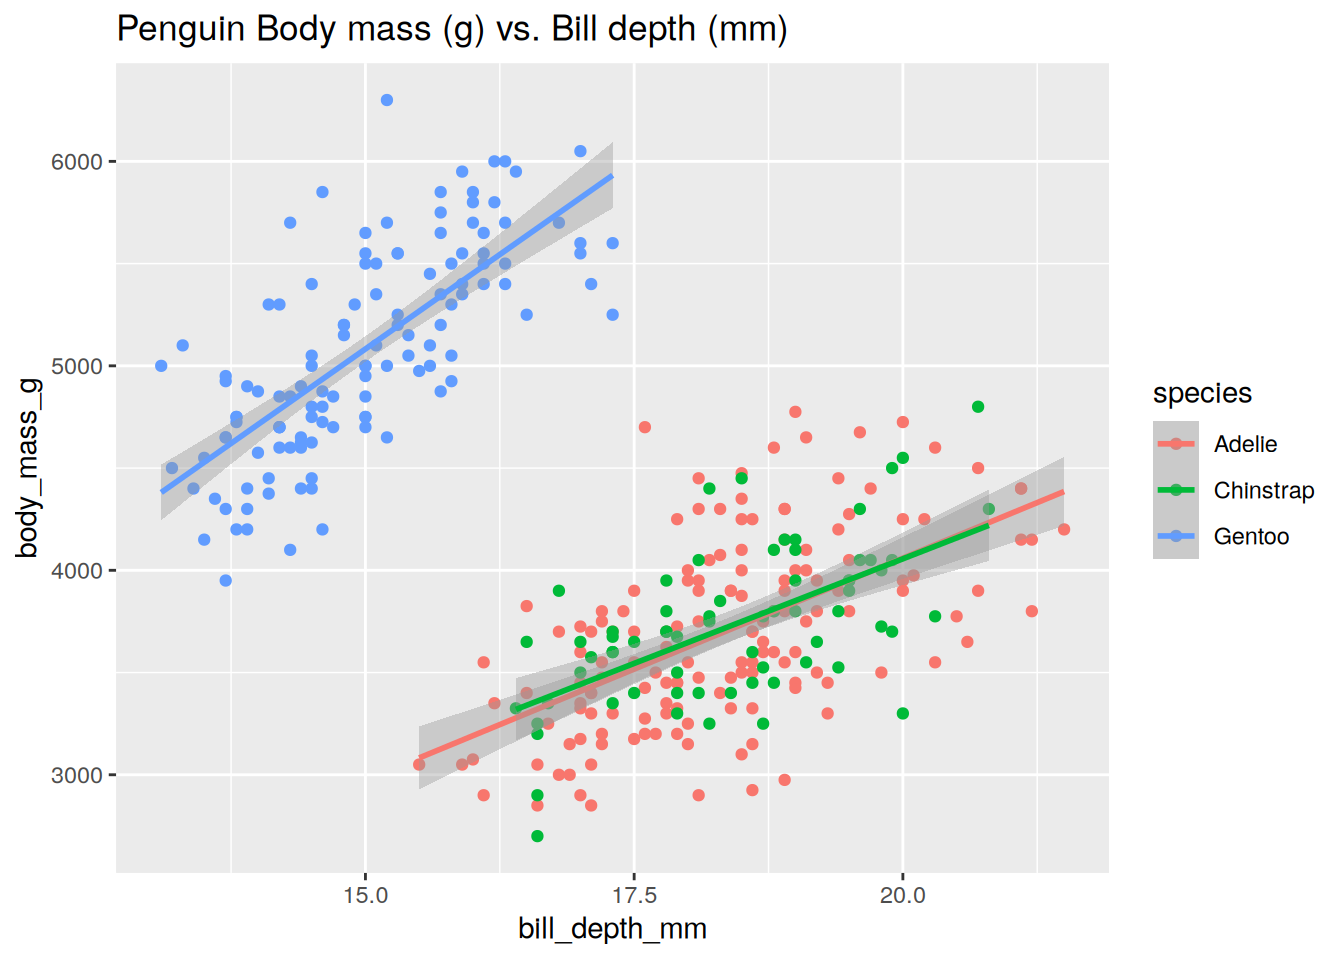 Penguin Body mass (g) vs. Bill depth (mm)
6000
5000
4000
3000
body_mass_g
15.0 17.5 20.0
bill_depth_mm
species
Adelie
Chinstrap
Gentoo